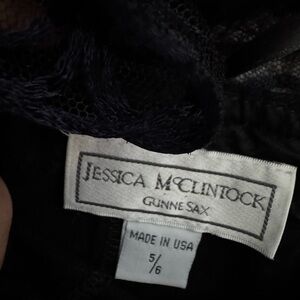 JESSICA McCLINTOCK
GUNNE SAX
MADE IN USA
5/6